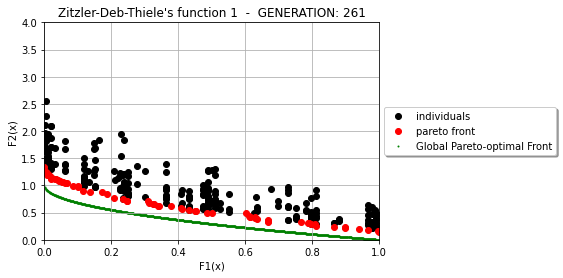 Zitzler-Deb-Thiele's function 1 - GENERATION: 261
4.0
3.5
3.0
2.5
2.0
1.5
1.0
0.5
0.0
F2(x)
0.0 0.2 0.4 0.6 0.8 1.0
F1(x)
individuals
pareto front
Global Pareto-optimal Front